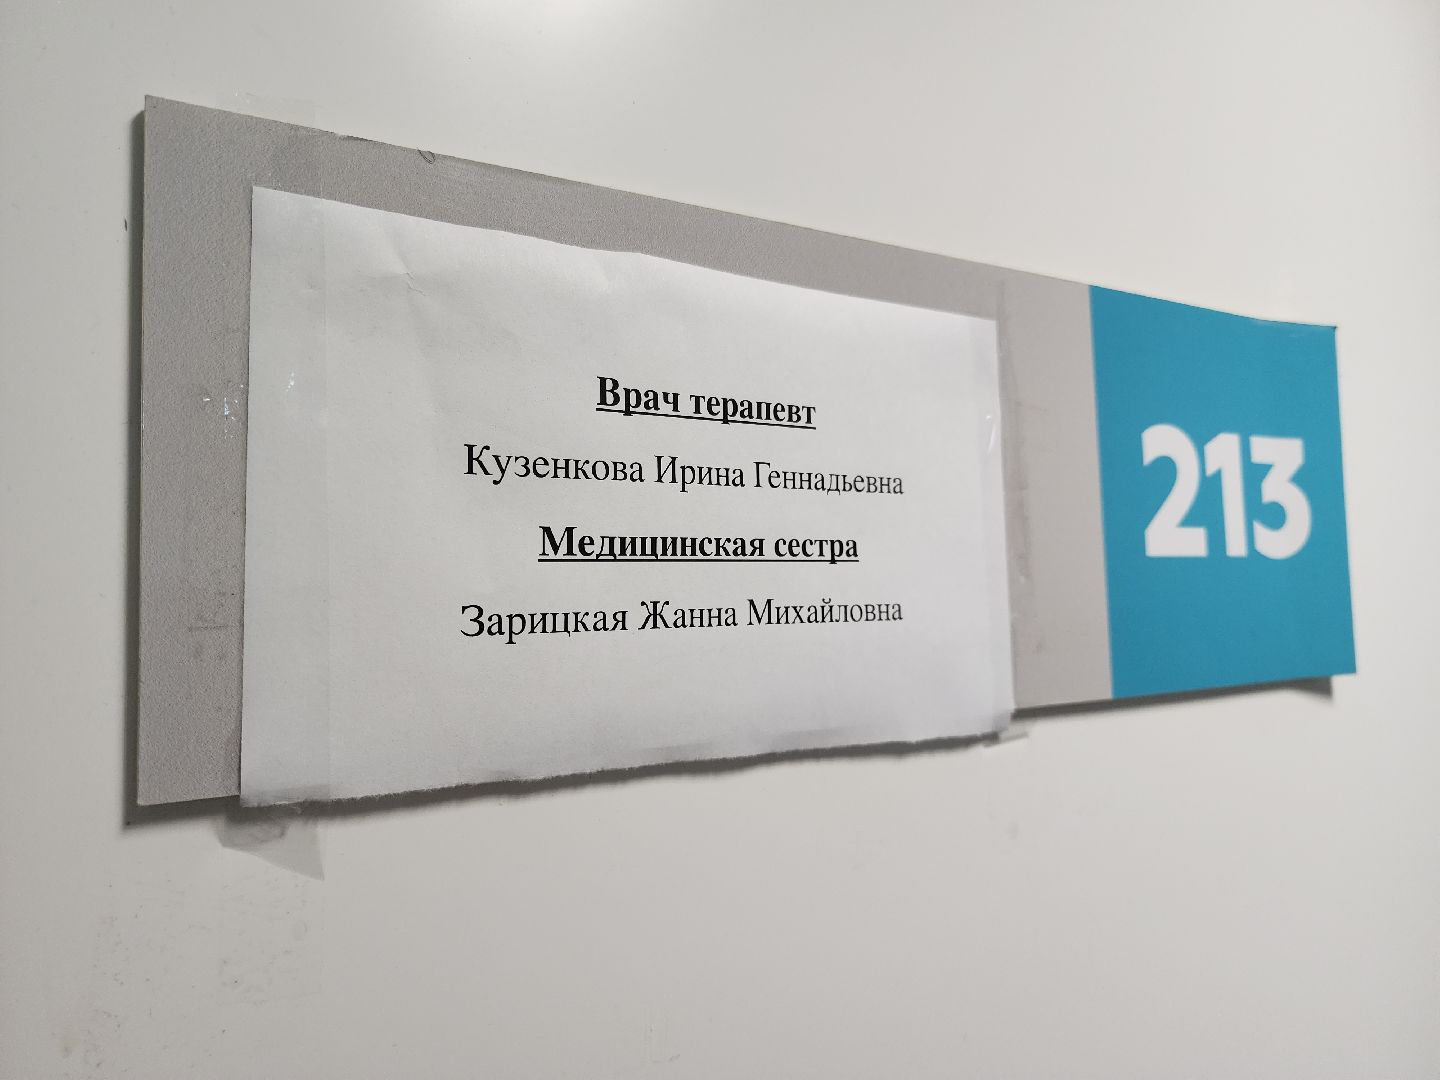 Врач терапевт
Кузенкова Ирина Геннадьевна
Медицинская сестра
Зарицкая Жанна Михайловна
213